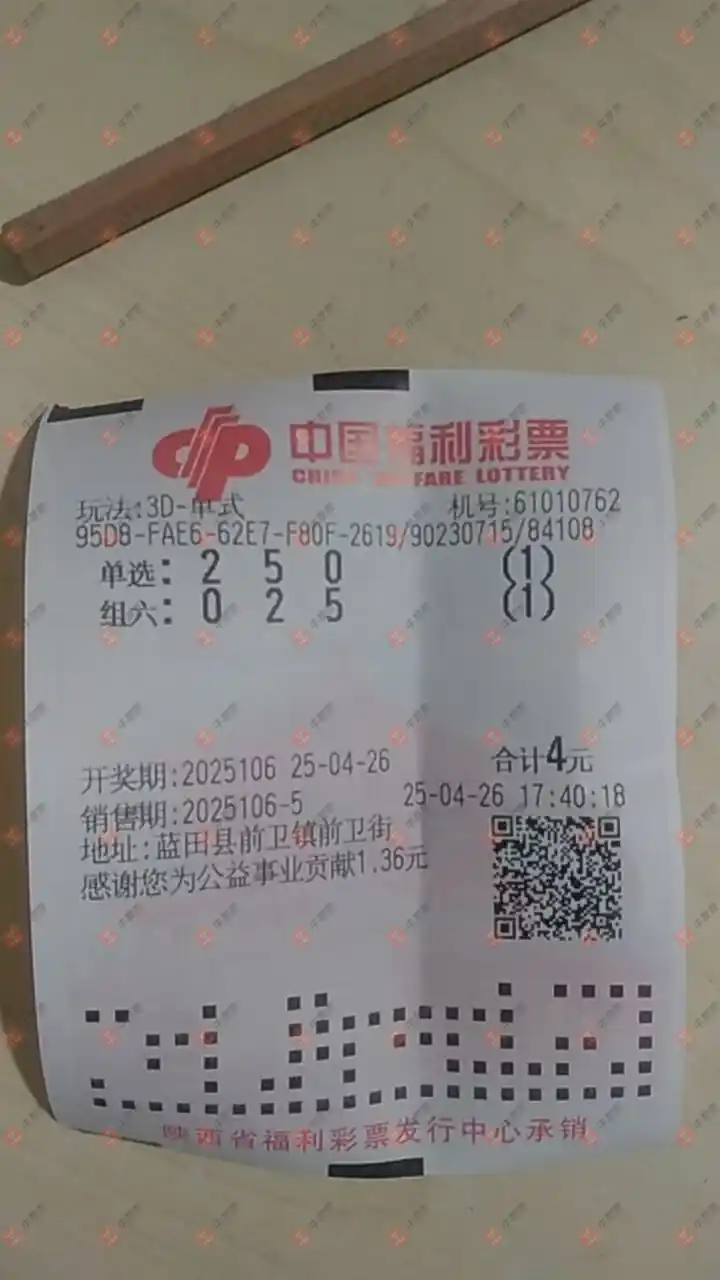 中国福利彩票
CHINA WELFARE LOTTERY
玩法:3D-单式 机号:61010762
95D8-FAE6-62E7-F80F-2619/90230715/84108
单选: 2 5 0 (1)
组六: 0 2 5 (1)
开奖期:2025106 25-04-26 合计4元
销售期:2025106-5 25-04-26 17:40:18
地址:蓝田县前卫镇前卫街
感谢您为公益事业贡献1.36元
陕西省福利彩票发行中心承销